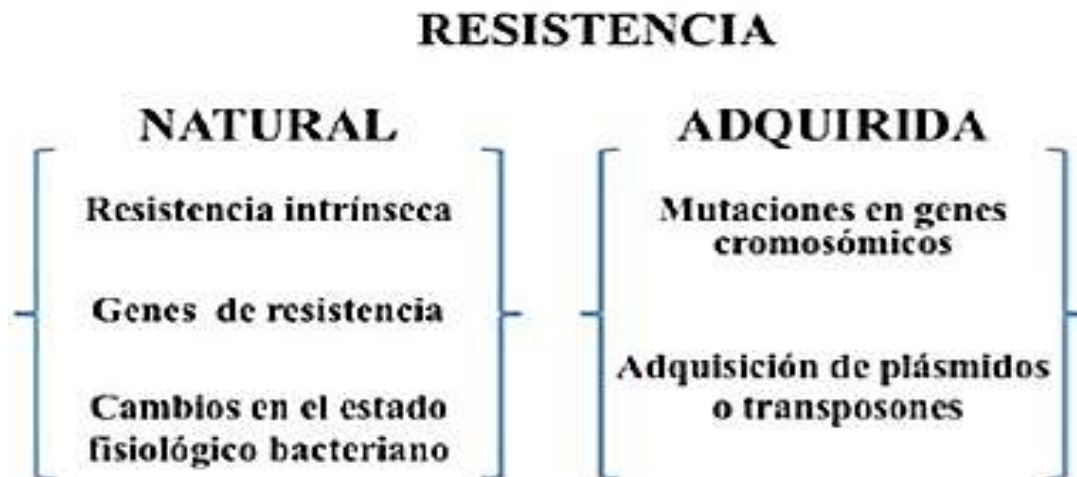 RESISTENCIA
NATURAL
Resistencia intrínseca
Genes de resistencia
Cambios en el estado
fisiológico bacteriano
ADQUIRIDA
Mutaciones en genes
cromosómicos
Adquisición de plásmidos
o transposones